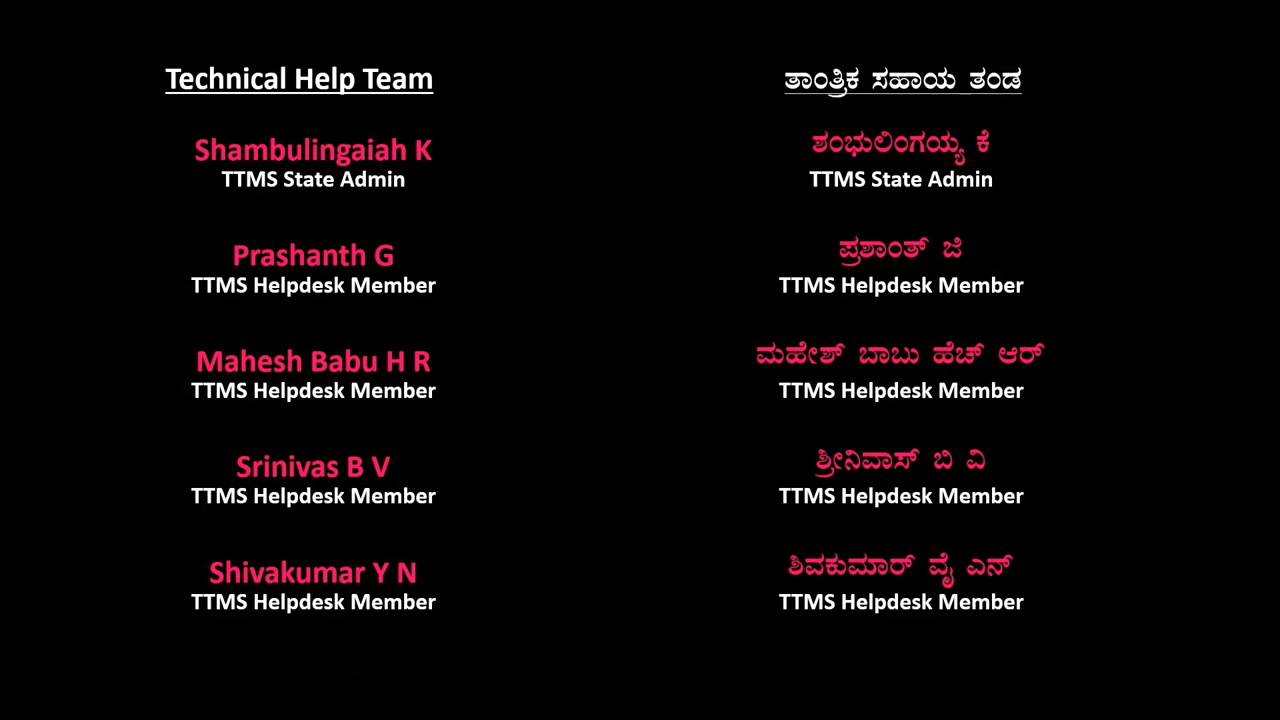 Technical Help Team
Shambulingaiah K
TTMS State Admin
Prashanth G
TTMS Helpdesk Member
Mahesh Babu H R
TTMS Helpdesk Member
Srinivas B V
TTMS Helpdesk Member
Shivakumar Y N
TTMS Helpdesk Member
ತಾಂತ್ರಿಕ ಸಹಾಯ ತಂಡ
ಶಂಭುಲಿಂಗಯ್ಯ ಕೆ
TTMS State Admin
ಪ್ರಶಾಂತ್ ಜಿ
TTMS Helpdesk Member
ಮಹೇಶ್ ಬಾಬು ಹೆಚ್ ಆರ್
TTMS Helpdesk Member
ಶ್ರೀನಿವಾಸ್ ಬಿ ವಿ
TTMS Helpdesk Member
ಶಿವಕುಮಾರ್ ವೈ ಎನ್
TTMS Helpdesk Member